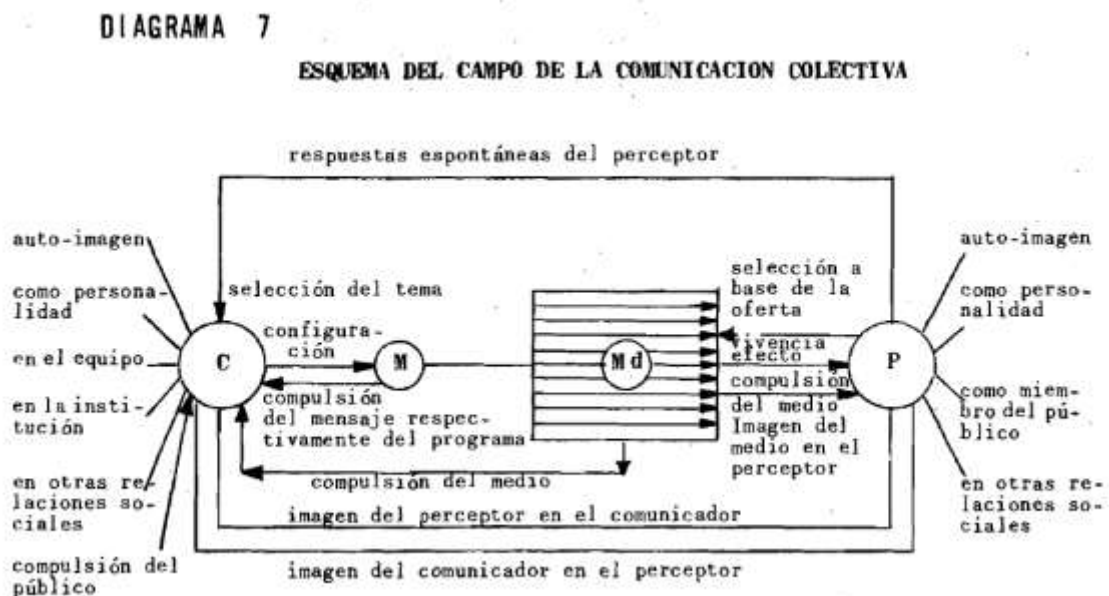 DIAGRAMA 7
ESQUEMA DEL CAMPO DE LA COMUNICACION COLECTIVA
respuestas espontáneas del perceptor
auto-imagen
como persona-
lidad
en el equipo
en la insti-
tución
en otras re-
laciones so-
ciales
compulsión del
público
selección del tema
configura-
ción
C
M
compulsión
del mensaje respec-
tivamente del programa
compulsión del medio
imagen del perceptor en el comunicador
imagen del comunicador en el perceptor
Md
selección a
base de la
oferta
vivencia
efecto
compulsión
del medio
Imagen del
medio en el
perceptor
P
auto-imagen
como perso-
nalidad
como miem-
bro del pú-
blico
en otras re-
laciones so-
ciales